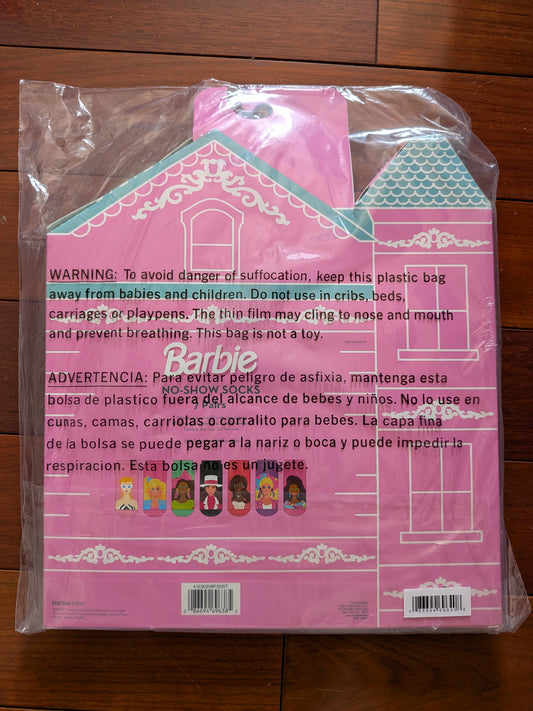 WARNING: To avoid danger of suffocation, keep this plastic bag
away from babies and children. Do not use in cribs, beds,
carriages or playpens. The thin film may cling to nose and mouth
and prevent breathing. This bag is not a toy.
Barbie
NO-SHOW SOCKS
7 Pairs
ADVERTENCIA: Para evitar peligro de asfixia, mantenga esta
bolsa de plastico fuera del alcance de bebes y niños. No lo use en
cunas, camas, carriolas o corralito para bebes. La capa fina
de la bolsa se puede pegar a la nariz o boca y puede impedir la
respiracion. Esta bolsa no es un jugete.
barbie.com